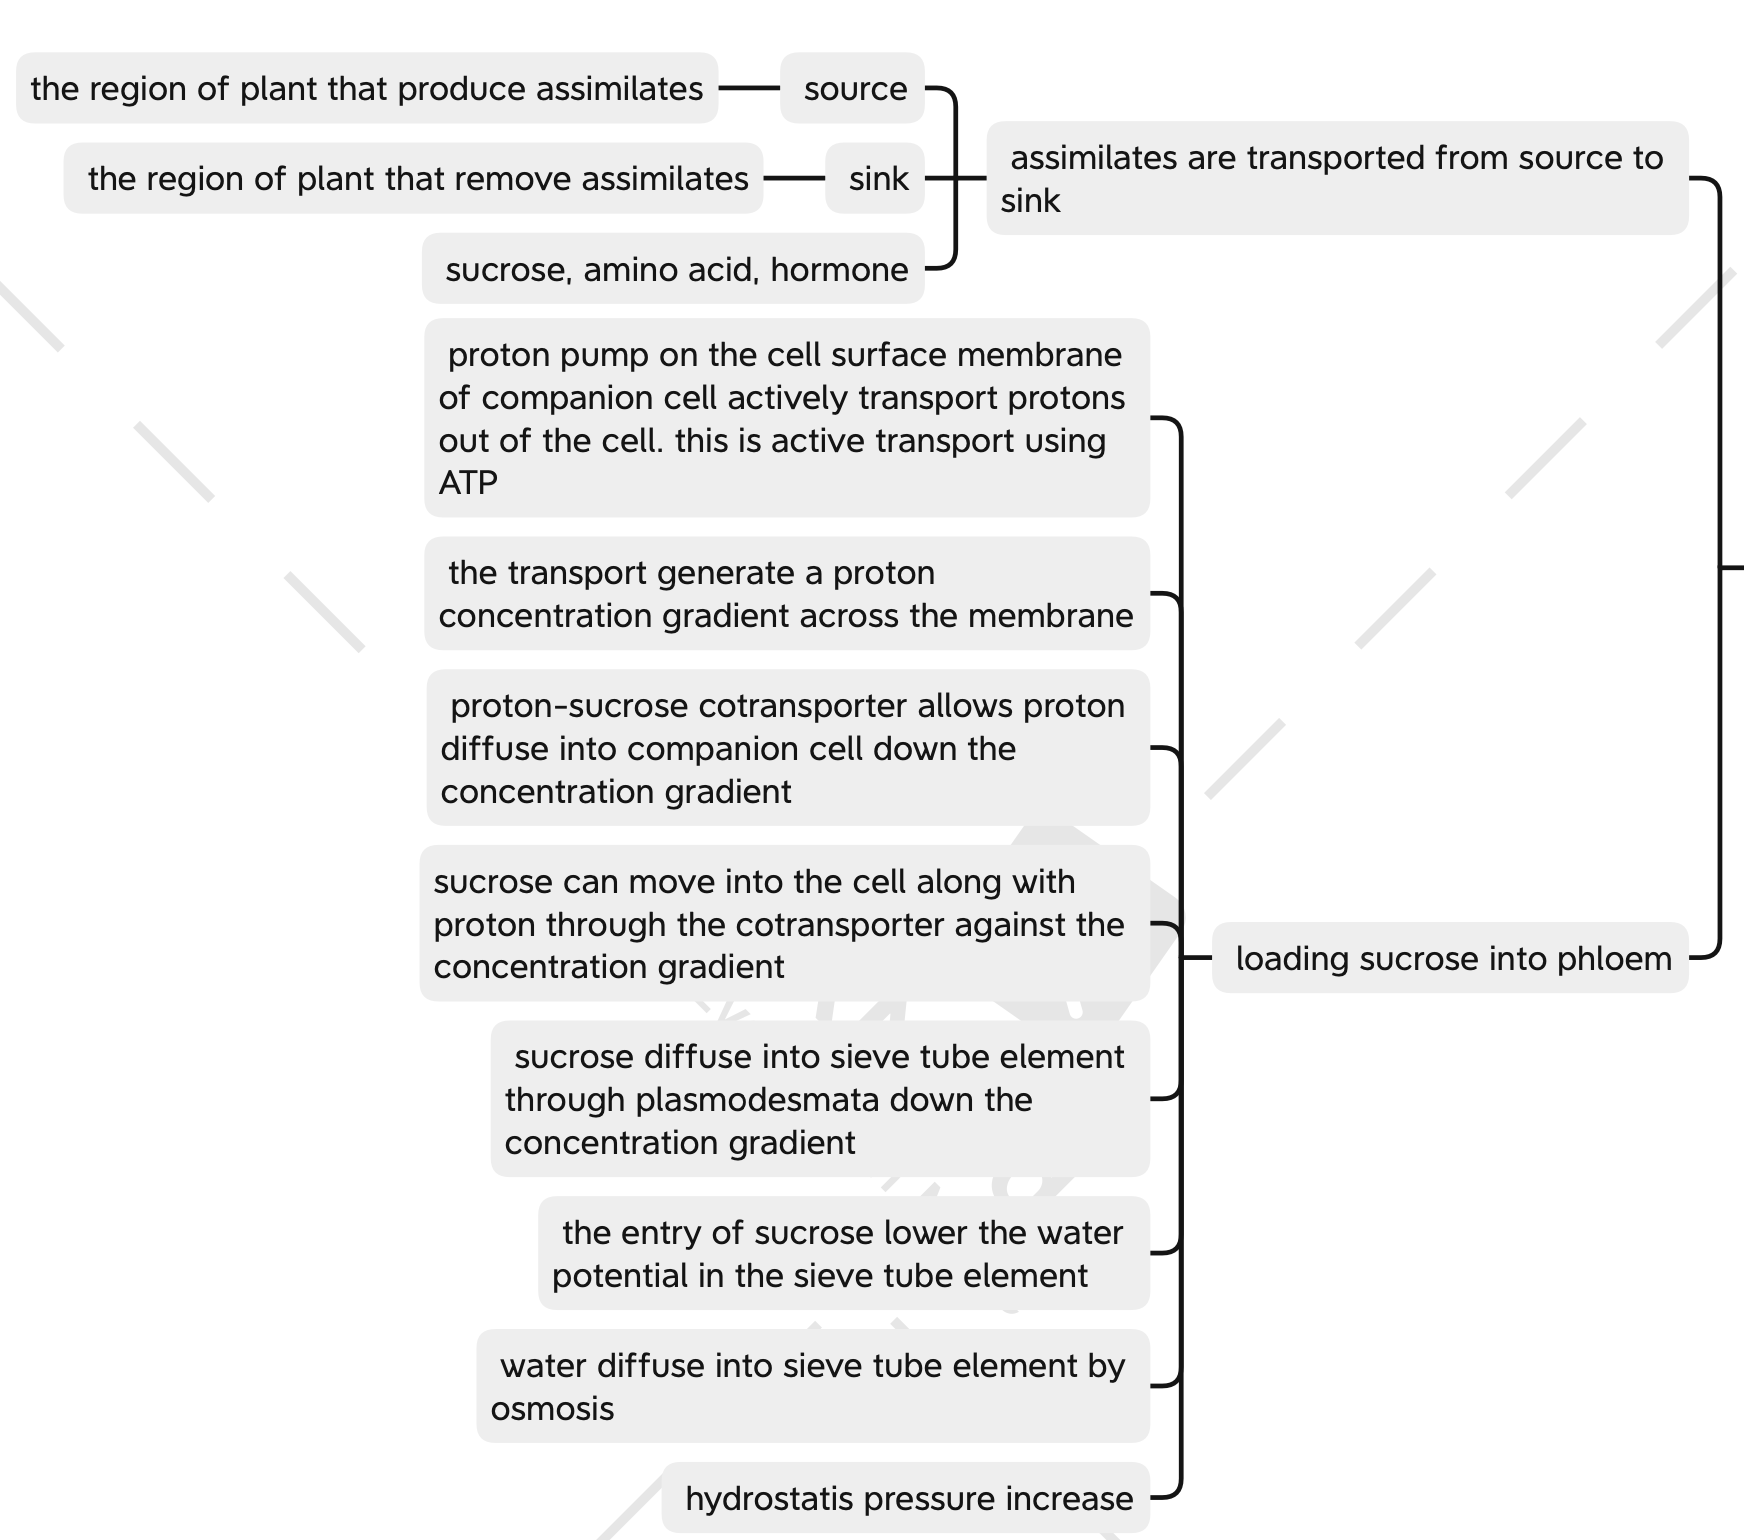 the region of plant that produce assimilates
source
the region of plant that remove assimilates
sink
sucrose, amino acid, hormone
assimilates are transported from source to
sink
proton pump on the cell surface membrane
of companion cell actively transport protons
out of the cell. this is active transport using
ATP
the transport generate a proton
concentration gradient across the membrane
proton-sucrose cotransporter allows proton
diffuse into companion cell down the
concentration gradient
sucrose can move into the cell along with
proton through the cotransporter against the
concentration gradient
sucrose diffuse into sieve tube element
through plasmodesmata down the
concentration gradient
the entry of sucrose lower the water
potential in the sieve tube element
water diffuse into sieve tube element by
osmosis
hydrostatis pressure increase
loading sucrose into phloem